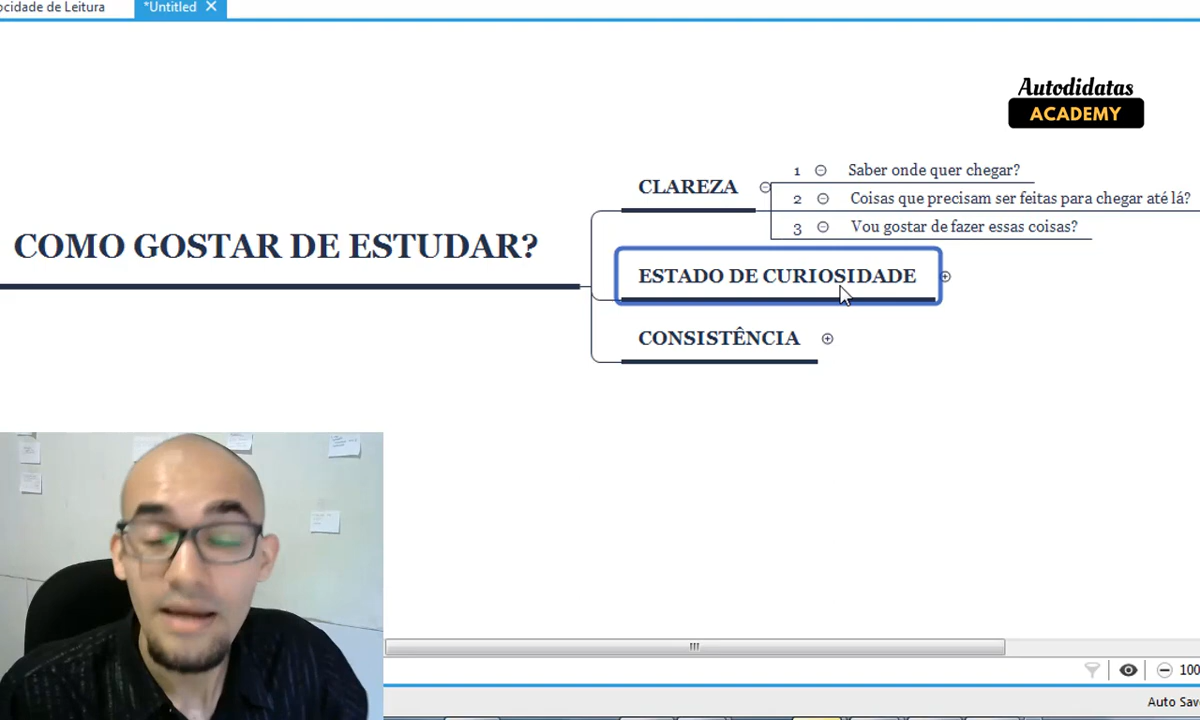 ocidade de Leitura
*Untitled
Autodidatas
ACADEMY
CLAREZA
1 Saber onde quer chegar?
2 Coisas que precisam ser feitas para chegar até lá?
3 Vou gostar de fazer essas coisas?
COMO GOSTAR DE ESTUDAR?
ESTADO DE CURIOSIDADE
CONSISTÊNCIA
100
Auto Sav